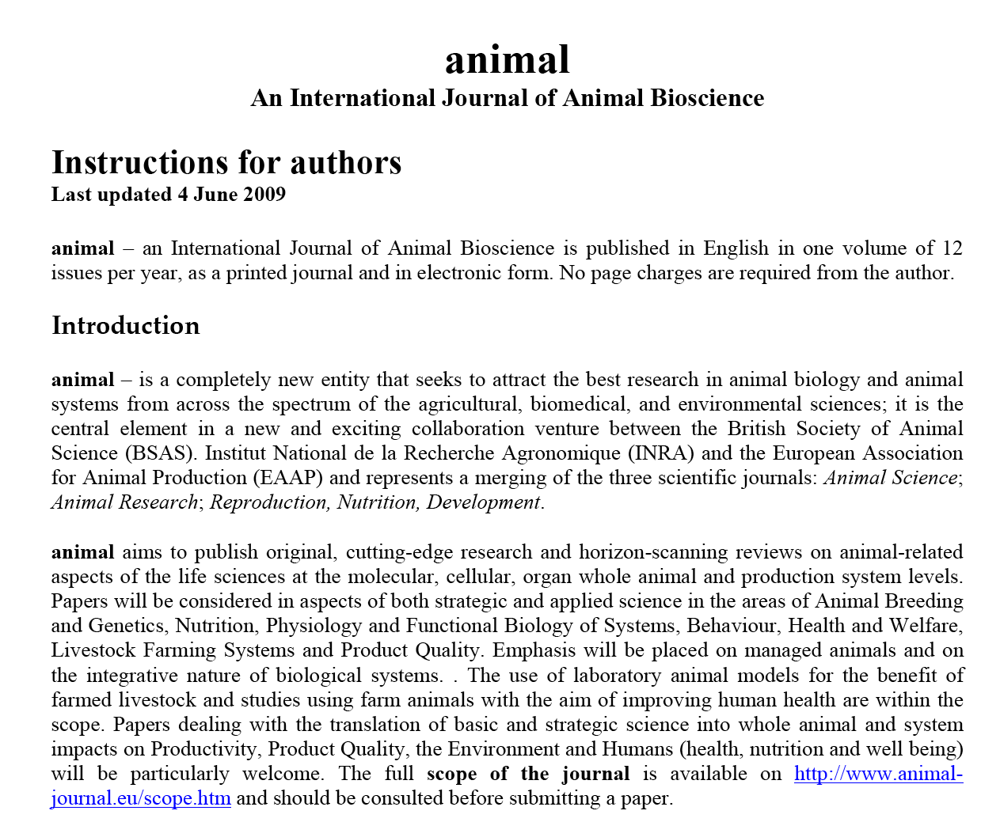 animal
An International Journal of Animal Bioscience
Instructions for authors
Last updated 4 June 2009
animal – an International Journal of Animal Bioscience is published in English in one volume of 12
issues per year, as a printed journal and in electronic form. No page charges are required from the author.
Introduction
animal – is a completely new entity that seeks to attract the best research in animal biology and animal
systems from across the spectrum of the agricultural, biomedical, and environmental sciences; it is the
central element in a new and exciting collaboration venture between the British Society of Animal
Science (BSAS). Institut National de la Recherche Agronomique (INRA) and the European Association
for Animal Production (EAAP) and represents a merging of the three scientific journals: Animal Science;
Animal Research; Reproduction, Nutrition, Development.
animal aims to publish original, cutting-edge research and horizon-scanning reviews on animal-related
aspects of the life sciences at the molecular, cellular, organ whole animal and production system levels.
Papers will be considered in aspects of both strategic and applied science in the areas of Animal Breeding
and Genetics, Nutrition, Physiology and Functional Biology of Systems, Behaviour, Health and Welfare,
Livestock Farming Systems and Product Quality. Emphasis will be placed on managed animals and on
the integrative nature of biological systems. . The use of laboratory animal models for the benefit of
farmed livestock and studies using farm animals with the aim of improving human health are within the
scope. Papers dealing with the translation of basic and strategic science into whole animal and system
impacts on Productivity, Product Quality, the Environment and Humans (health, nutrition and well being)
will be particularly welcome. The full scope of the journal is available on http://www.animal-
journal.eu/scope.htm and should be consulted before submitting a paper.